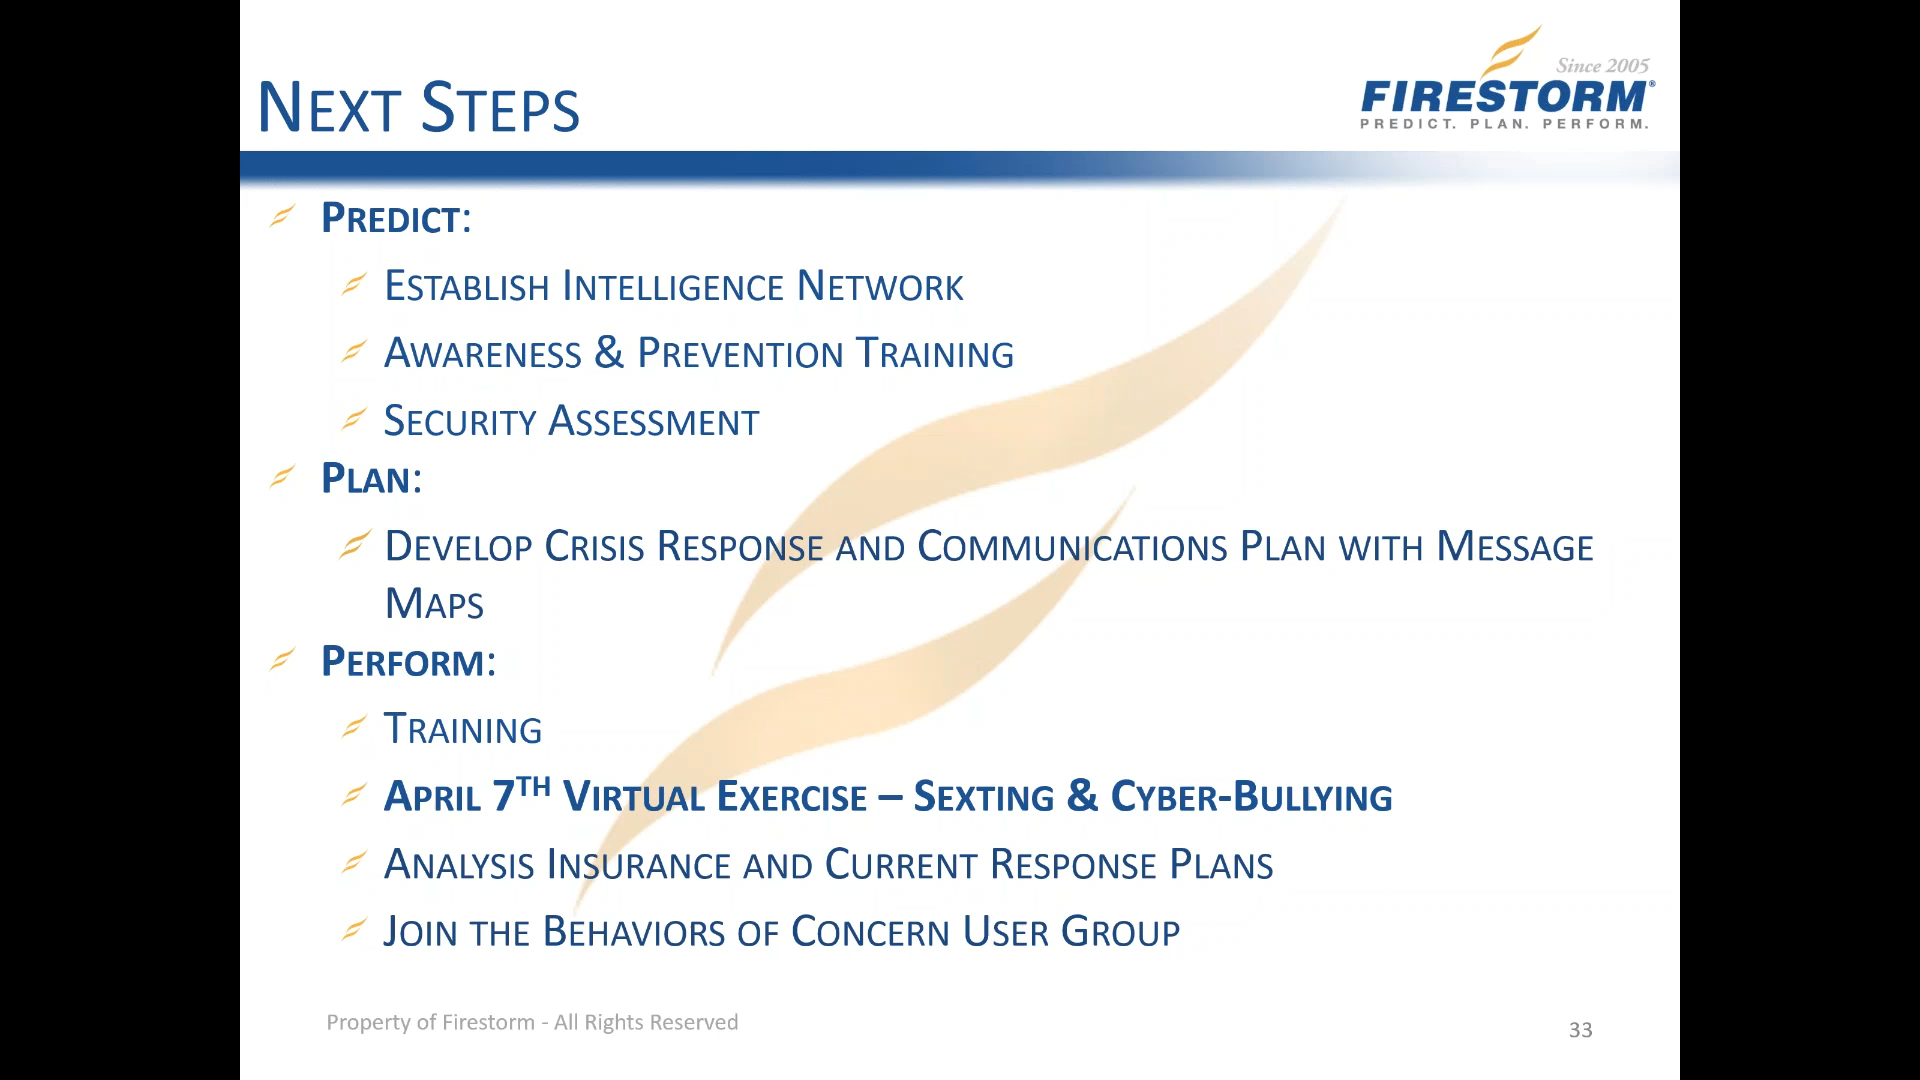 Next Steps
Since 2005
FIRESTORM®
PREDICT. PLAN. PERFORM.
Predict:
Establish Intelligence Network
Awareness & Prevention Training
Security Assessment
Plan:
Develop Crisis Response and Communications Plan with Message
Maps
Perform:
Training
April 7th Virtual Exercise – Sexting & Cyber-Bullying
Analysis Insurance and Current Response Plans
Join the Behaviors of Concern User Group
Property of Firestorm - All Rights Reserved
33